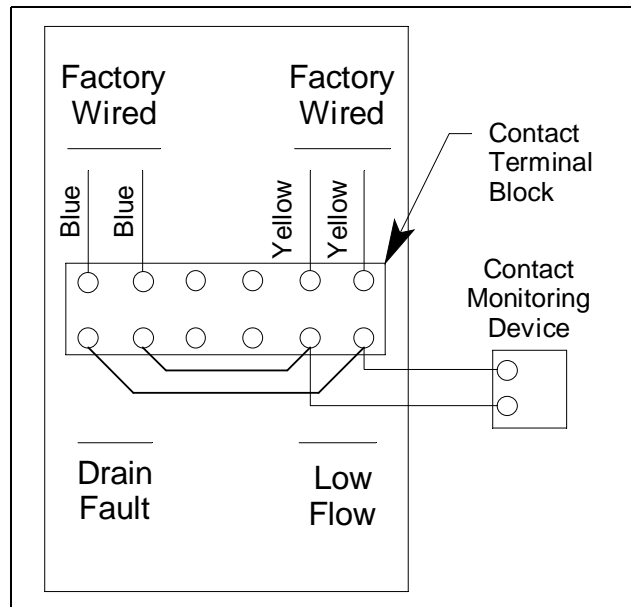 Factory
Wired
Factory
Wired
Contact
Terminal
Block
Blue
Blue
Yellow
Yellow
Contact
Monitoring
Device
Drain
Fault
Low
Flow